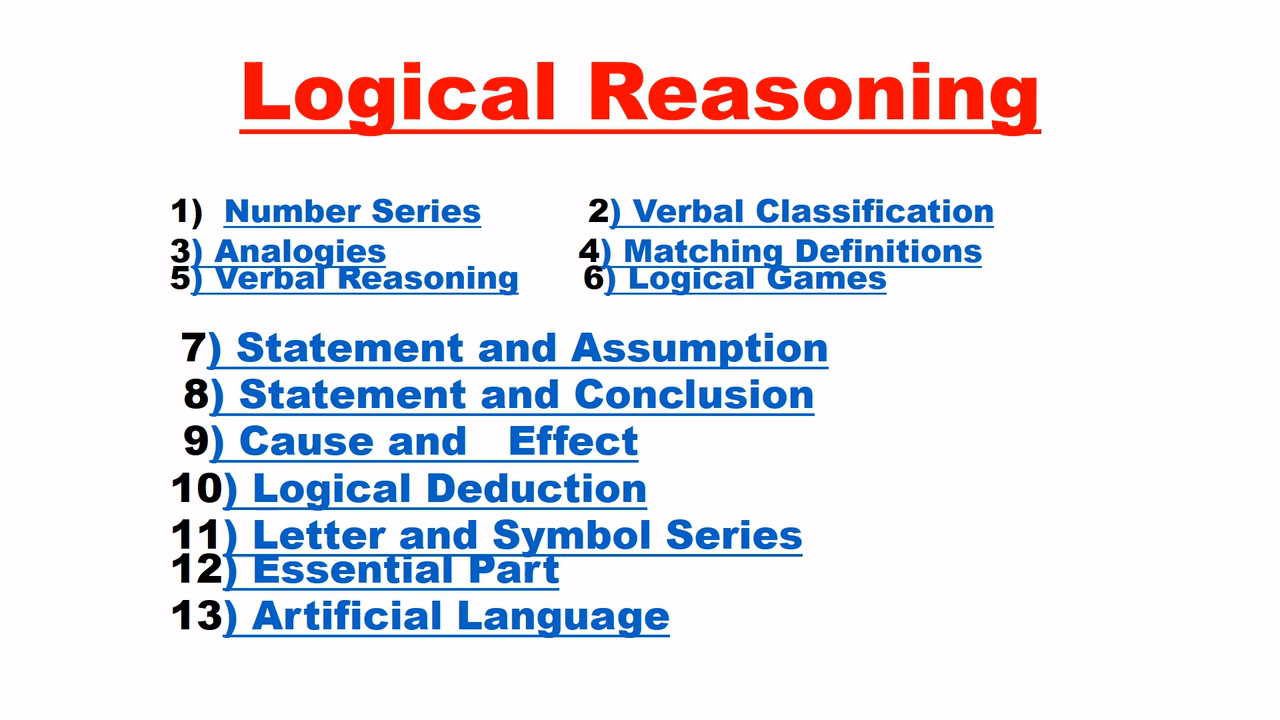 Logical Reasoning
1) Number Series 2) Verbal Classification
3) Analogies 4) Matching Definitions
5) Verbal Reasoning 6) Logical Games
7) Statement and Assumption
8) Statement and Conclusion
9) Cause and Effect
10) Logical Deduction
11) Letter and Symbol Series
12) Essential Part
13) Artificial Language